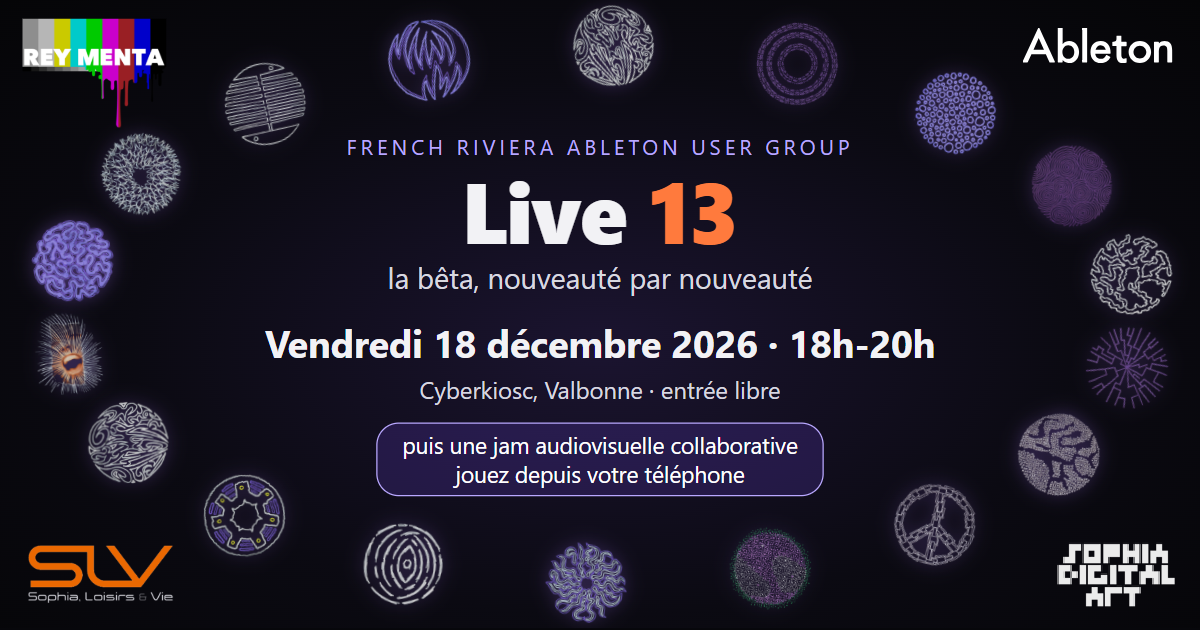 REY MENTA
Ableton
FRENCH RIVIERA ABLETON USER GROUP
Live 13
la bêta, nouveauté par nouveauté
Vendredi 18 décembre 2026 · 18h-20h
Cyberkiosc, Valbonne · entrée libre
puis une jam audiovisuelle collaborative
jouez depuis votre téléphone
SLV
Sophia, Loisirs & Vie
SOPHIA
DIGITAL
ART